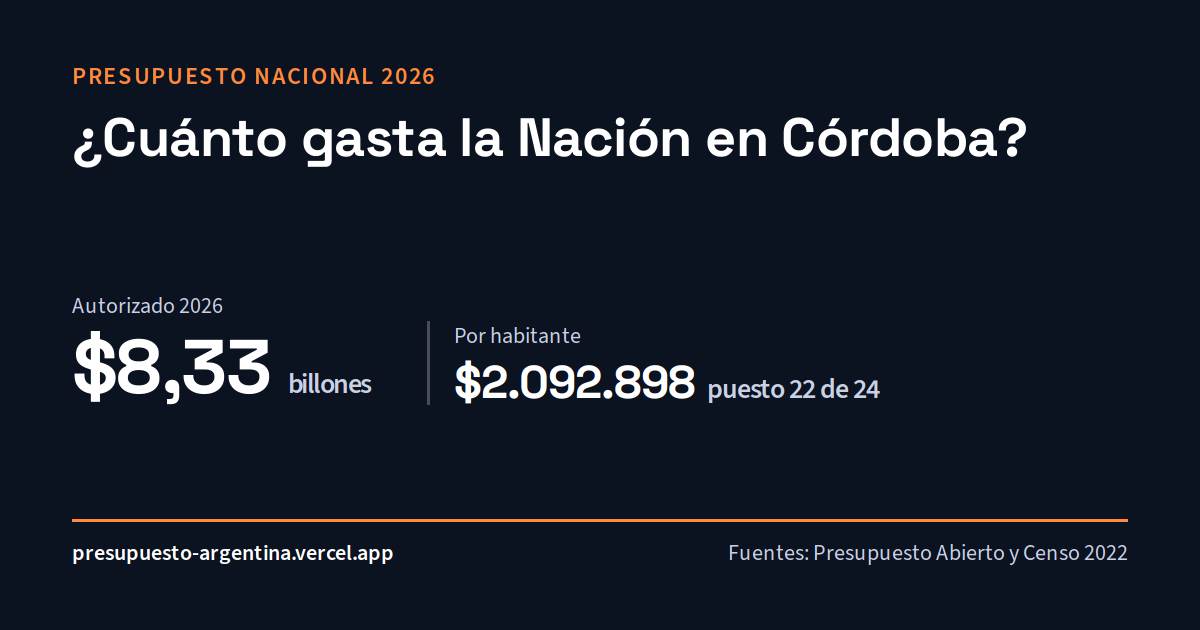 PRESUPUESTO NACIONAL 2026
¿Cuánto gasta la Nación en Córdoba?
Autorizado 2026
$8,33 billones
Por habitante
$2.092.898 puesto 22 de 24
presupuesto-argentina.vercel.app
Fuentes: Presupuesto Abierto y Censo 2022